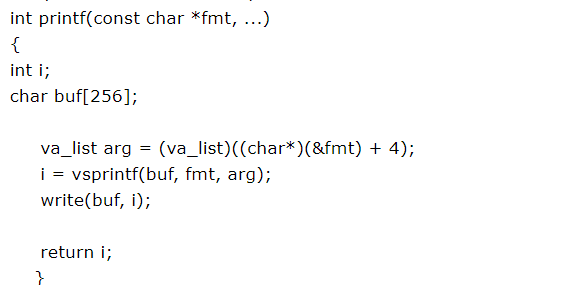 int printf(const char *fmt, ...)
{
int i;
char buf[256];
va_list arg = (va_list)((char*)(&fmt) + 4);
i = vsprintf(buf, fmt, arg);
write(buf, i);
return i;
}